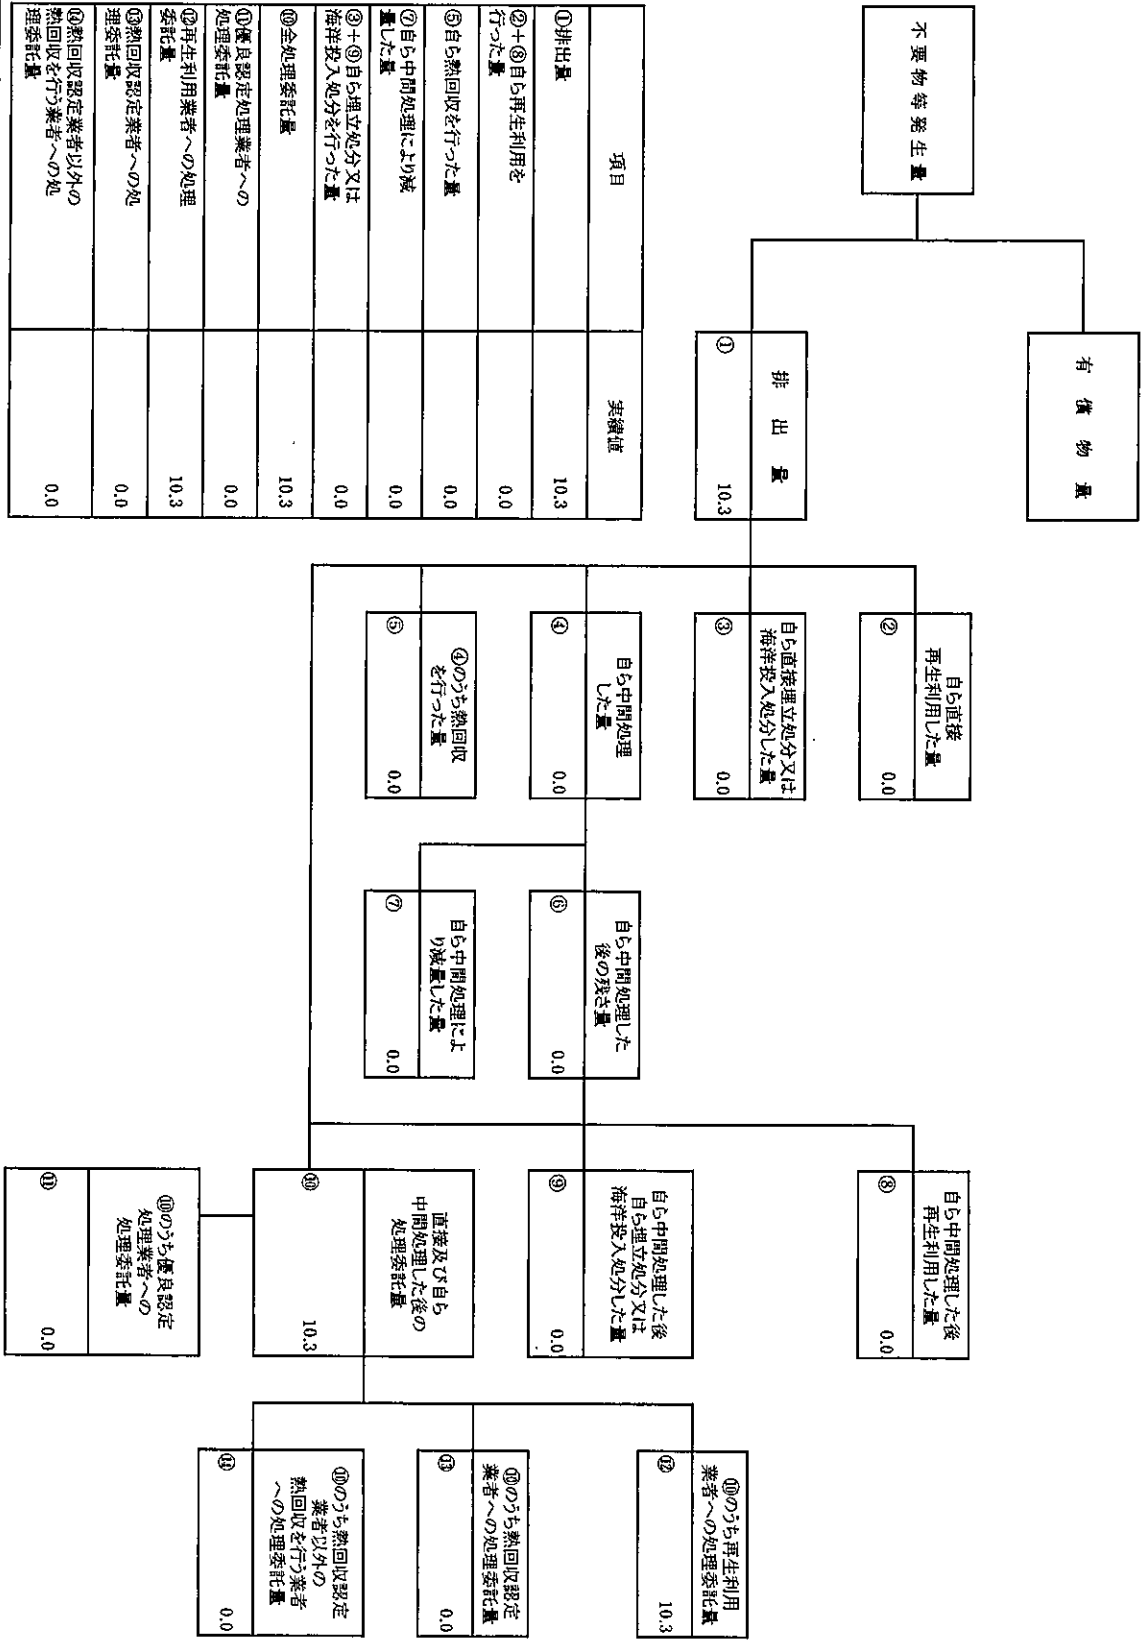 不要物等発生量
有償物量
排出量
①
10.3
自ら直接
再生利用した量
②
0.0
自ら直接埋立処分又は
海洋投入処分した量
③
0.0
自ら中間処理
した量
④
0.0
④のうち熱回収
を行った量
⑤
0.0
自ら中間処理した
後の残さ量
⑥
0.0
自ら中間処理によ
り減量した量
⑦
0.0
自ら中間処理した後
再生利用した量
⑧
0.0
自ら中間処理した後
自ら埋立処分又は
海洋投入処分した量
⑨
0.0
直接及び自ら
中間処理した後の
処理委託量
⑩
10.3
⑩のうち優良認定
処理業者への
処理委託量
⑪
0.0
⑩のうち再生利用
業者への処理委託量
⑫
10.3
⑩のうち熱回収認定
業者への処理委託量
⑬
0.0
⑩のうち熱回収認定
業者以外の
熱回収を行う業者
への処理委託量
⑭
0.0
項目
実績値
①排出量
10.3
②+⑧自ら再生利用を
行った量
0.0
⑤自ら熱回収を行った量
0.0
⑦自ら中間処理により減
量した量
0.0
③+⑨自ら埋立処分又は
海洋投入処分を行った量
0.0
⑩全処理委託量
10.3
⑪優良認定処理業者への
処理委託量
0.0
⑫再生利用業者への処理
委託量
10.3
⑬熱回収認定業者への処
理委託量
0.0
⑭熱回収認定業者以外の
熱回収を行う業者への処
理委託量
0.0